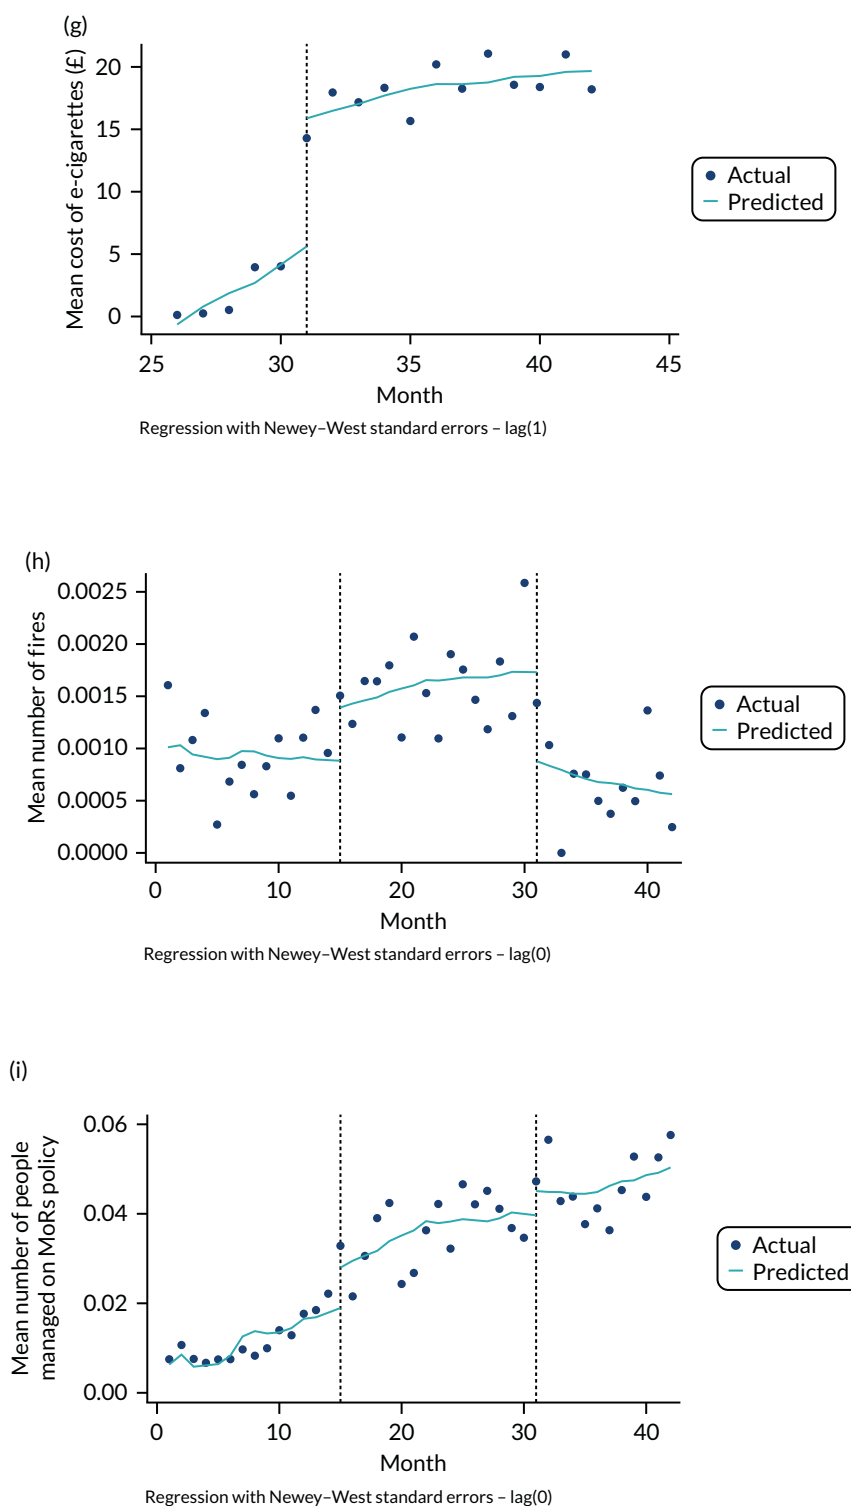 (g)
Mean cost of e-cigarettes (£)
20
15
10
5
0
25 30 35 40 45
Month
Actual
Predicted
Regression with Newey–West standard errors – lag(1)
(h)
Mean number of fires
0.0025
0.0020
0.0015
0.0010
0.0005
0.0000
0 10 20 30 40
Month
Actual
Predicted
Regression with Newey–West standard errors – lag(0)
(i)
Mean number of people
managed on MoRs policy
0.06
0.04
0.02
0.00
0 10 20 30 40
Month
Actual
Predicted
Regression with Newey–West standard errors – lag(0)